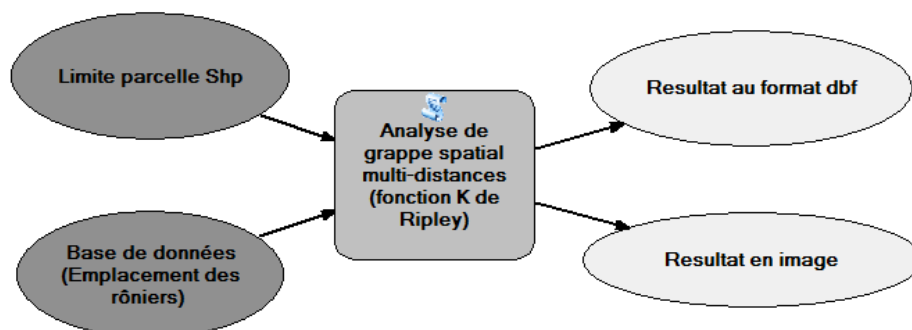 Limite parcelle Shp
Base de données
(Emplacement des
rôniers)
Analyse de
grappe spatial
multi-distances
(fonction K de
Ripley)
Resultat au format dbf
Resultat en image